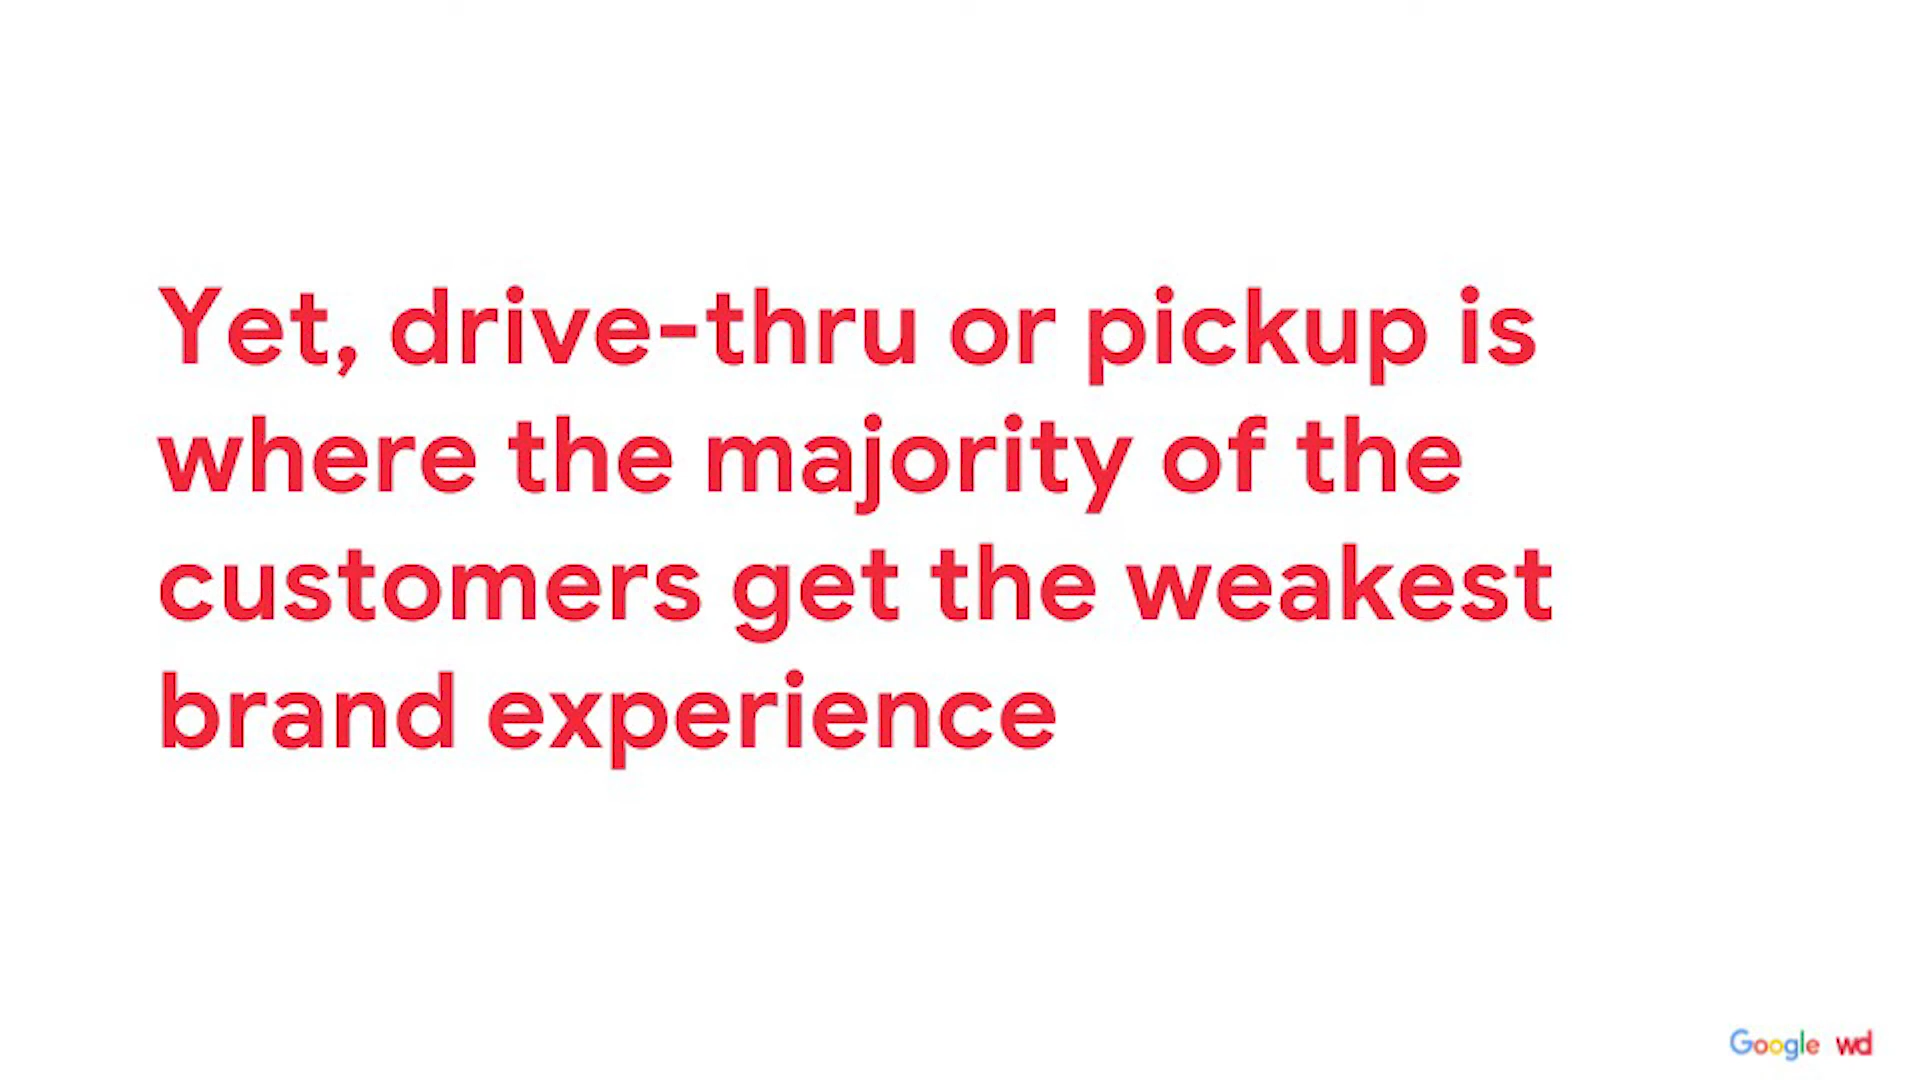 Yet, drive-thru or pickup is
where the majority of the
customers get the weakest
brand experience
Google wd